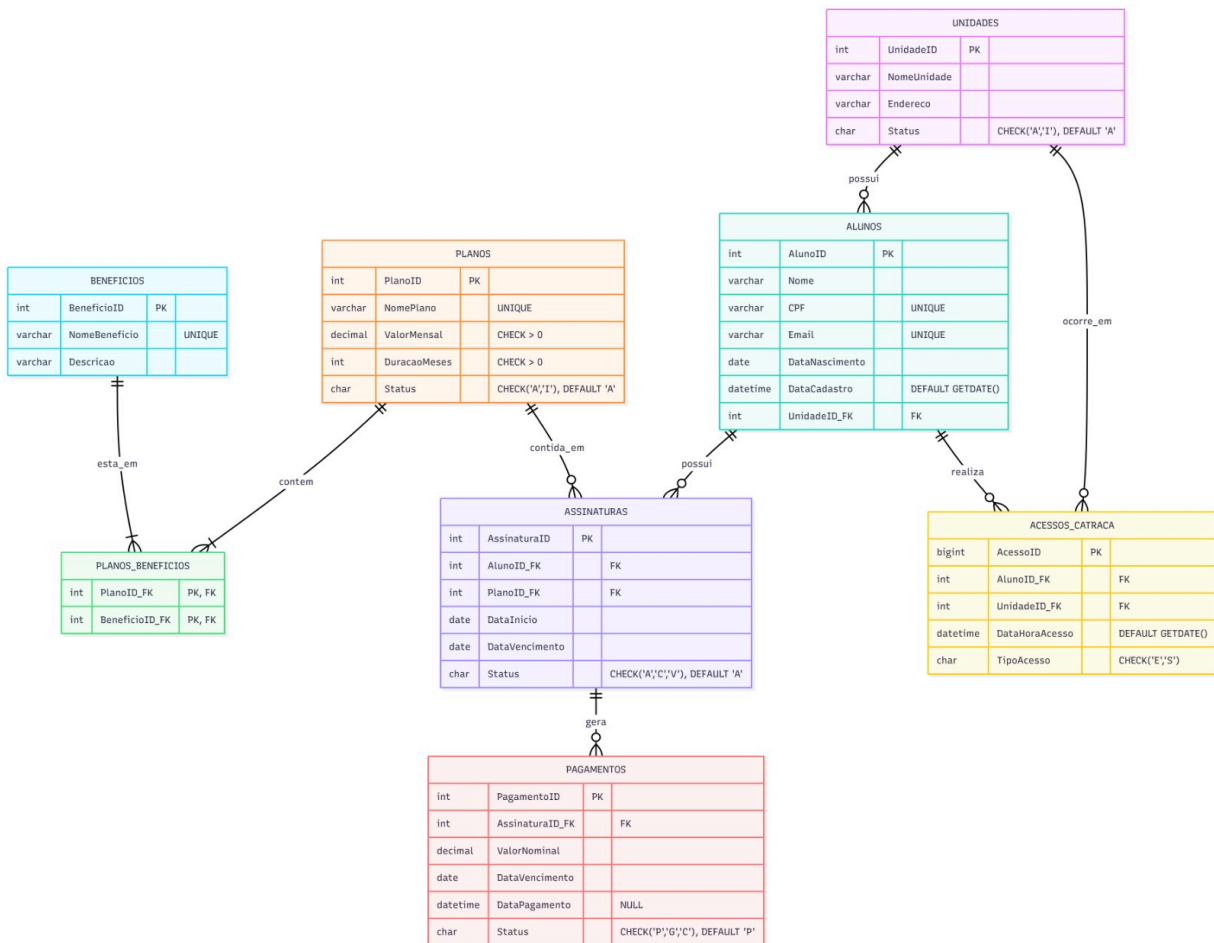 UNIDADES
int UnidadeID PK
varchar NomeUnidade
varchar Endereco
char Status CHECK('A','I'), DEFAULT 'A'
possui
ALUNOS
int AlunoID PK
varchar Nome
varchar CPF UNIQUE
varchar Email UNIQUE
date DataNascimento
datetime DataCadastro DEFAULT GETDATE()
int UnidadeID_FK FK
PLANOS
int PlanoID PK
varchar NomePlano UNIQUE
decimal ValorMensal CHECK > 0
int DuracaoMeses CHECK > 0
char Status CHECK('A','I'), DEFAULT 'A'
BENEFICIOS
int BeneficioID PK
varchar NomeBeneficio UNIQUE
varchar Descricao
ocorre_em
contida_em
esta_em
possui
realiza
contem
ASSINATURAS
int AssinaturaID PK
int AlunoID_FK FK
int PlanoID_FK FK
date DataInicio
date DataVencimento
char Status CHECK('A','C','V'), DEFAULT 'A'
ACESSOS_CATRACA
bigint AcessoID PK
int AlunoID_FK FK
int UnidadeID_FK FK
datetime DataHoraAcesso DEFAULT GETDATE()
char TipoAcesso CHECK('E','S')
PLANOS_BENEFICIOS
int PlanoID_FK PK, FK
int BeneficioID_FK PK, FK
gera
PAGAMENTOS
int PagamentoID PK
int AssinaturaID_FK FK
decimal ValorNominal
date DataVencimento
datetime DataPagamento NULL
char Status CHECK('P','G','C'), DEFAULT 'P'